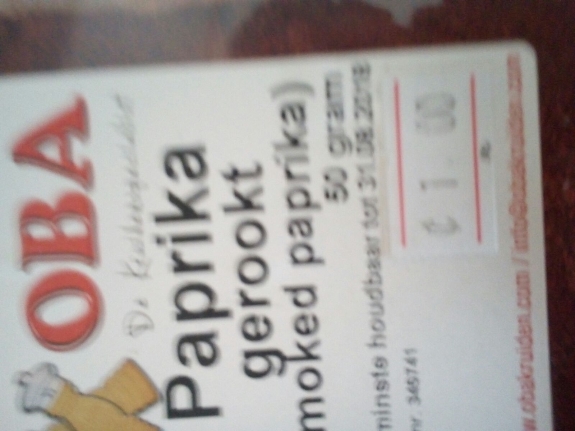 OBA
De Kruidenspecialist
Paprika
gerookt
moked paprika)
50 gram
minste houdbaar tot 31.08.2018
nr 345741
€ 1.00
w.obakruiden.com / info@obakruiden.com